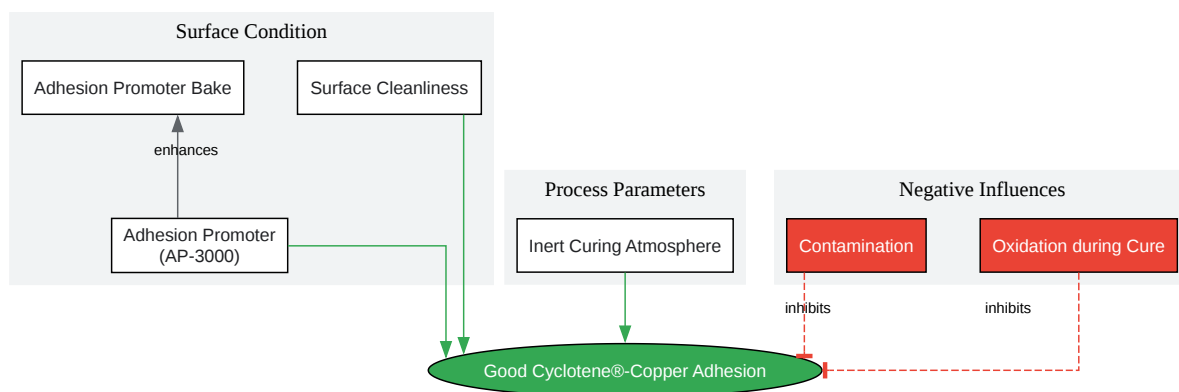 Surface Condition
Adhesion Promoter Bake
Surface Cleanliness
enhances
Adhesion Promoter
(AP-3000)
Process Parameters
Inert Curing Atmosphere
Negative Influences
Contamination
Oxidation during Cure
inhibits
inhibits
Good Cyclotene®-Copper Adhesion